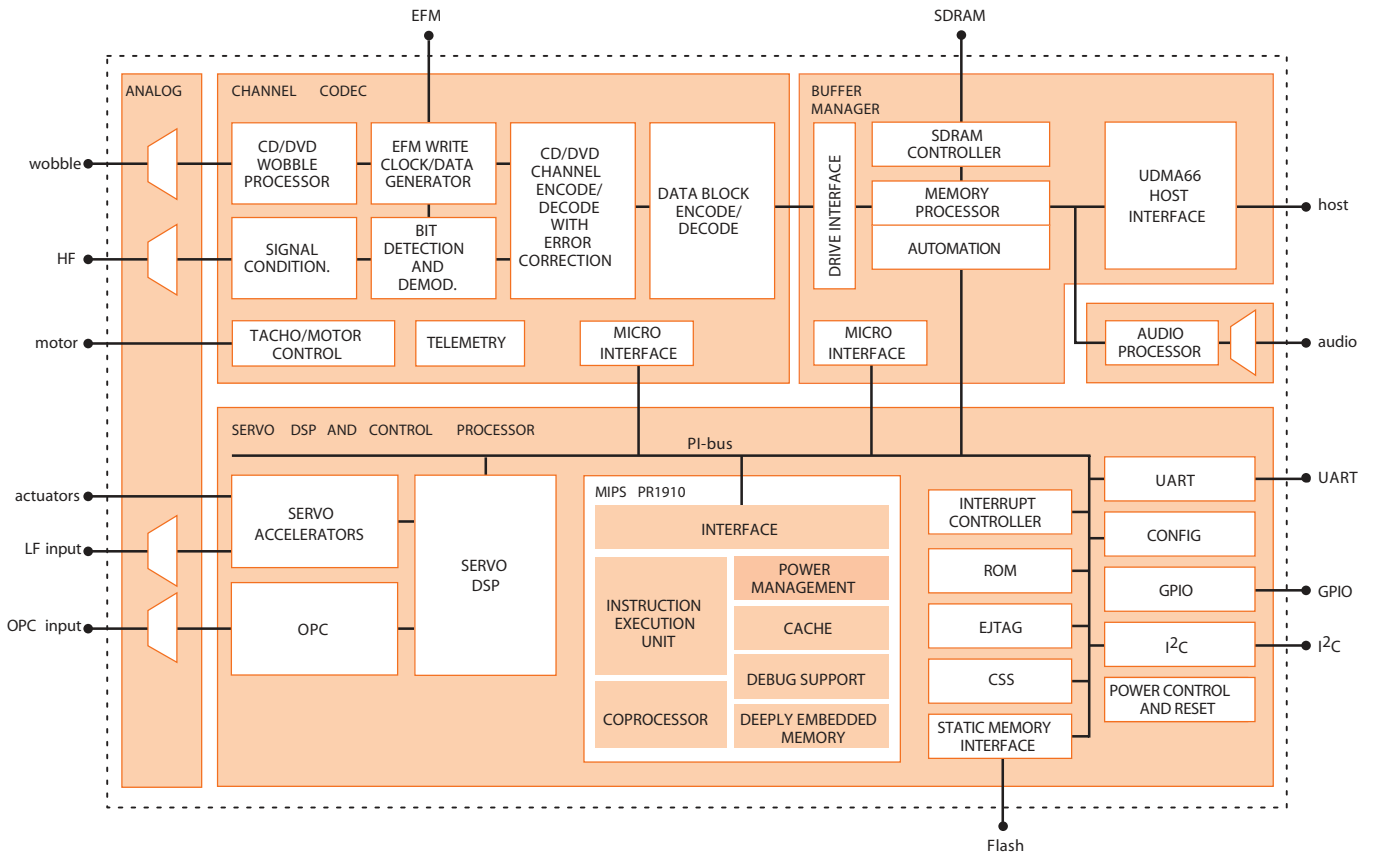 EFM
SDRAM
ANALOG
CHANNEL CODEC
BUFFER
MANAGER
wobble
HF
motor
CD/DVD
WOBBLE
PROCESSOR
EFM WRITE
CLOCK/DATA
GENERATOR
CD/DVD
CHANNEL
ENCODE/
DECODE
WITH
ERROR
CORRECTION
DATA BLOCK
ENCODE/
DECODE
SIGNAL
CONDITION.
BIT
DETECTION
AND
DEMOD.
TACHO/MOTOR
CONTROL
TELEMETRY
MICRO
INTERFACE
DRIVE INTERFACE
SDRAM
CONTROLLER
MEMORY
PROCESSOR
AUTOMATION
UDMA66
HOST
INTERFACE
host
MICRO
INTERFACE
AUDIO
PROCESSOR
audio
SERVO DSP AND CONTROL PROCESSOR
PI-bus
actuators
LF input
OPC input
SERVO
ACCELERATORS
OPC
SERVO
DSP
MIPS PR1910
INTERFACE
INSTRUCTION
EXECUTION
UNIT
COPROCESSOR
POWER
MANAGEMENT
CACHE
DEBUG SUPPORT
DEEPLY EMBEDDED
MEMORY
INTERRUPT
CONTROLLER
ROM
EJTAG
CSS
STATIC MEMORY
INTERFACE
UART
CONFIG
GPIO
I²C
POWER CONTROL
AND RESET
UART
GPIO
I²C
Flash